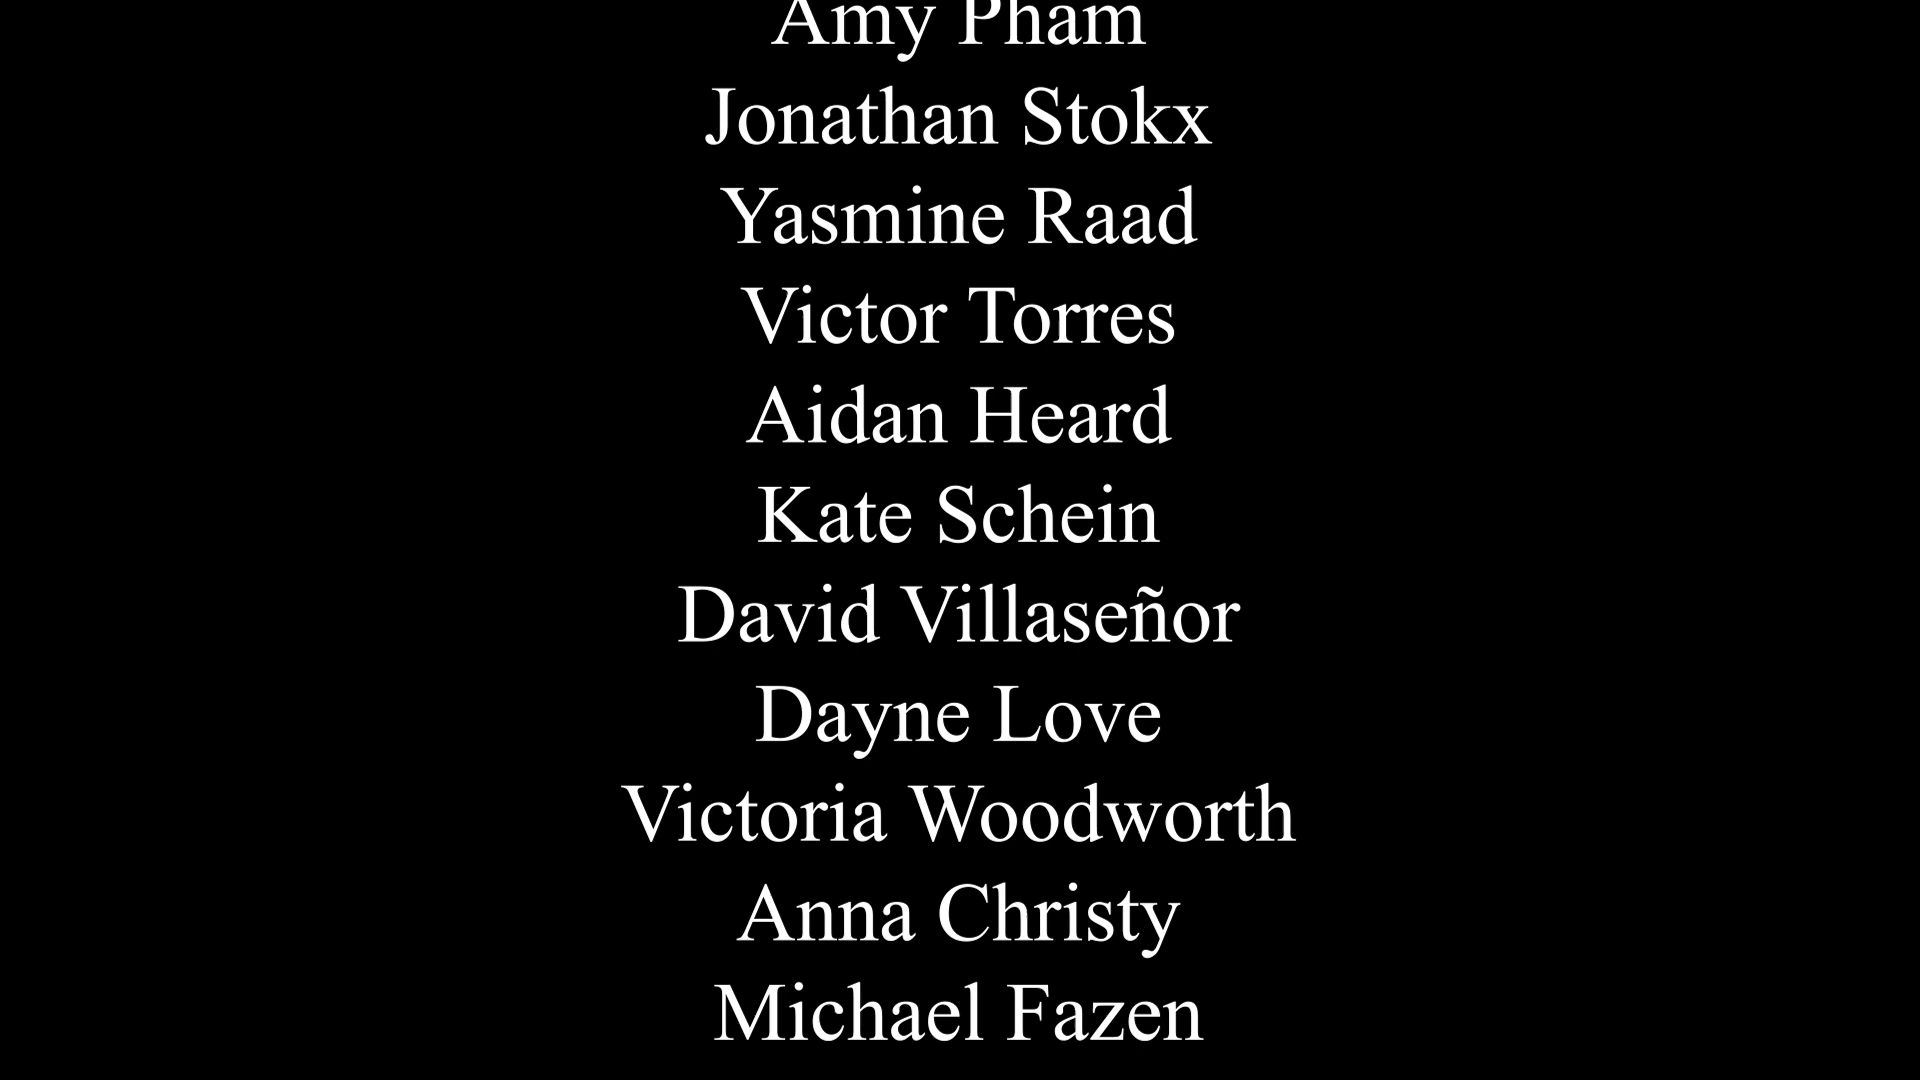 Amy Pham
Jonathan Stokx
Yasmine Raad
Victor Torres
Aidan Heard
Kate Schein
David Villaseñor
Dayne Love
Victoria Woodworth
Anna Christy
Michael Fazen